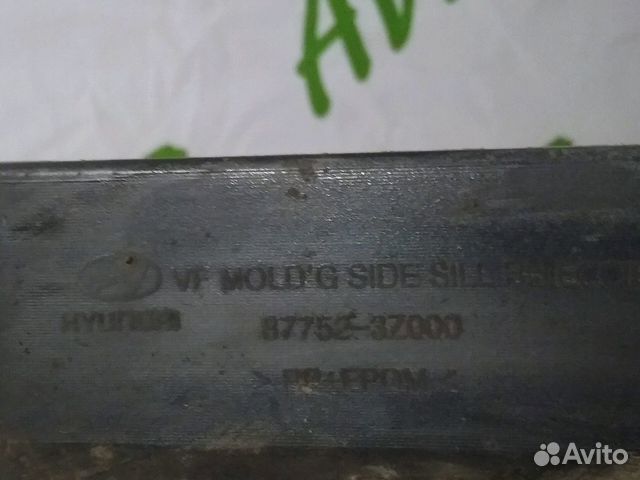 VF MOLD'G SIDE SILL
HYUNDAI
87752-3Z000
>PP+EPDM<
Avito